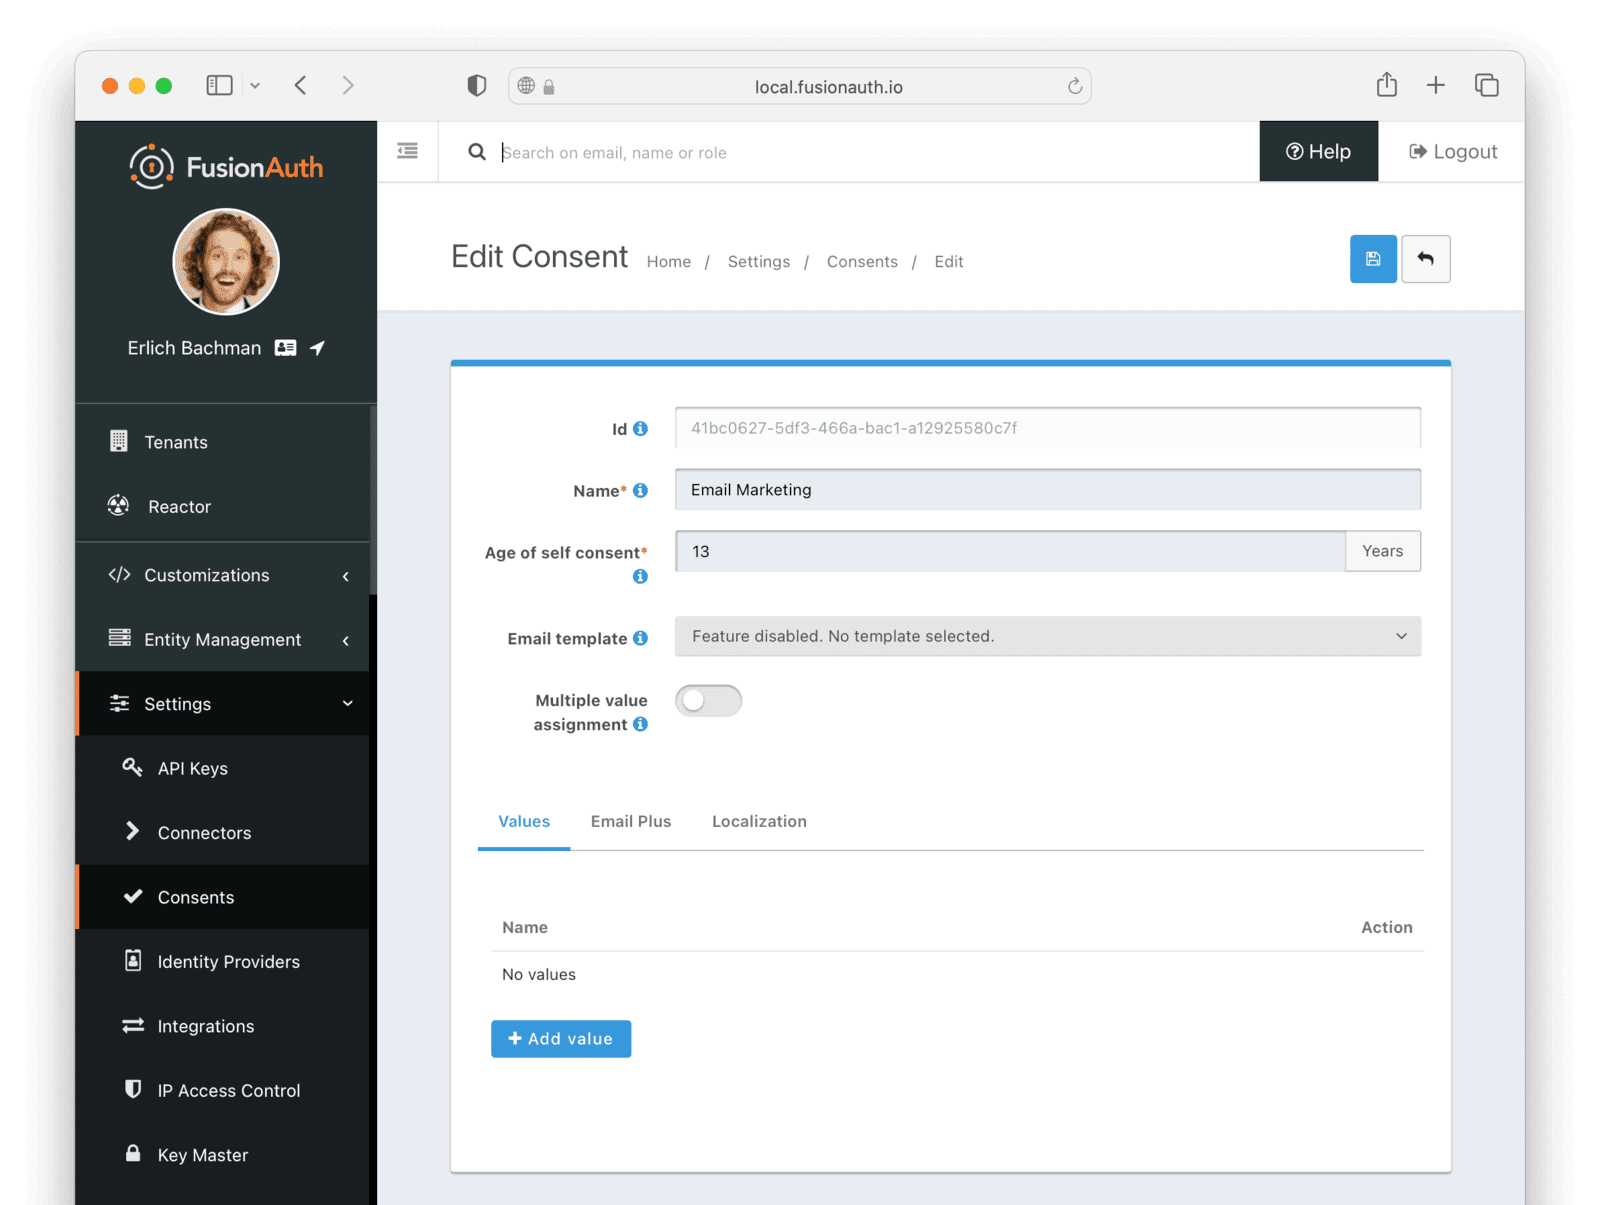 local.fusionauth.io
FusionAuth
Search on email, name or role
Help
Logout
Erlich Bachman
Edit Consent
Home / Settings / Consents / Edit
Tenants
Reactor
Customizations
Entity Management
Settings
API Keys
Connectors
Consents
Identity Providers
Integrations
IP Access Control
Key Master
Id
41bc0627-5df3-466a-bac1-a12925580c7f
Name*
Email Marketing
Age of self consent*
13
Years
Email template
Feature disabled. No template selected.
Multiple value
assignment
Values
Email Plus
Localization
Name
Action
No values
+ Add value